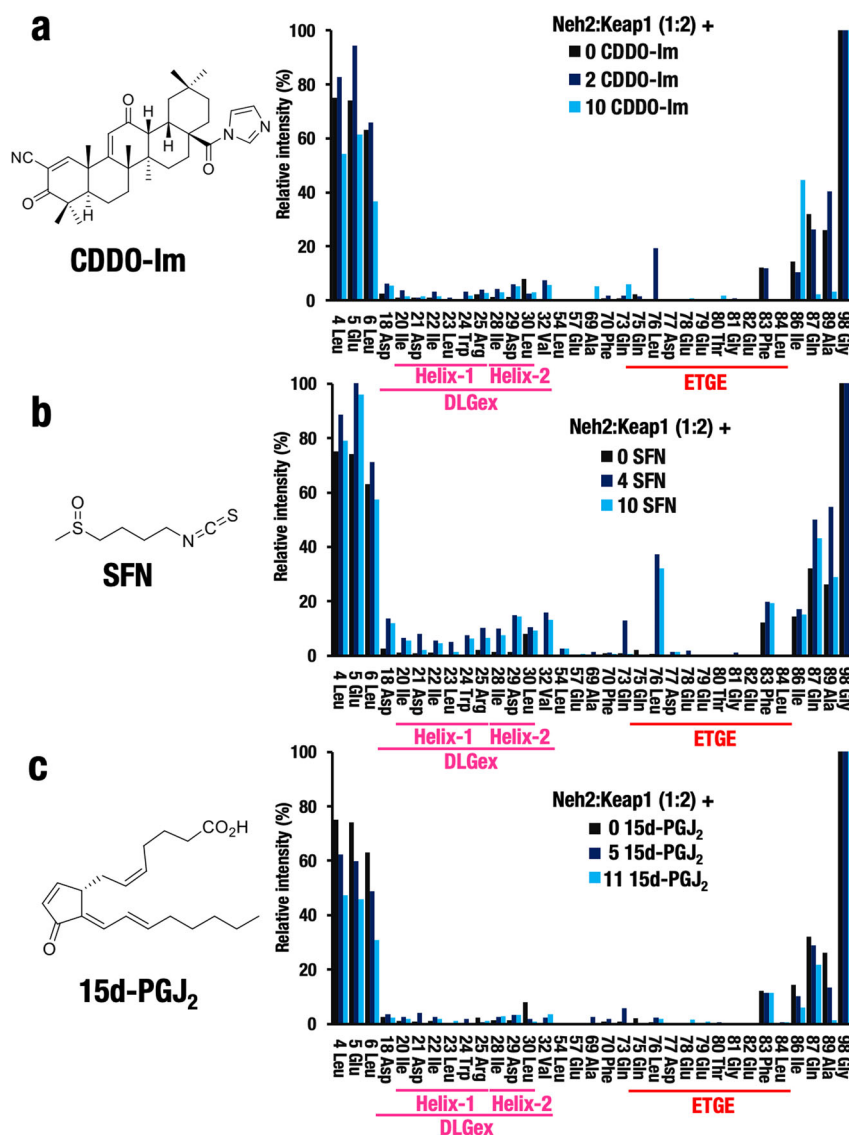 a
O
H
H
NC
O
H
O
N
N
CDDO-Im
Neh2:Keap1 (1:2) +
0 CDDO-Im
2 CDDO-Im
10 CDDO-Im
Relative intensity (%)
100
80
60
40
20
0
4 Leu
5 Glu
6 Leu
18 Asp
20 Ile
21 Asp
22 Ile
23 Leu
24 Trp
25 Arg
28 Ile
29 Asp
30 Leu
32 Val
54 Leu
57 Glu
69 Ala
70 Phe
73 Gln
75 Gln
76 Leu
77 Asp
78 Glu
79 Glu
80 Thr
81 Gly
82 Glu
83 Phe
84 Leu
86 Ile
87 Gln
89 Ala
98 Gly
Helix-1 Helix-2
DLGex
ETGE
b
O
S
N
C
S
SFN
Neh2:Keap1 (1:2) +
0 SFN
4 SFN
10 SFN
Relative intensity (%)
100
80
60
40
20
0
4 Leu
5 Glu
6 Leu
18 Asp
20 Ile
21 Asp
22 Ile
23 Leu
24 Trp
25 Arg
28 Ile
29 Asp
30 Leu
32 Val
54 Leu
57 Glu
69 Ala
70 Phe
73 Gln
75 Gln
76 Leu
77 Asp
78 Glu
79 Glu
80 Thr
81 Gly
82 Glu
83 Phe
84 Leu
86 Ile
87 Gln
89 Ala
98 Gly
Helix-1 Helix-2
DLGex
ETGE
c
CO2H
O
15d-PGJ2
Neh2:Keap1 (1:2) +
0 15d-PGJ2
5 15d-PGJ2
11 15d-PGJ2
Relative intensity (%)
100
80
60
40
20
0
4 Leu
5 Glu
6 Leu
18 Asp
20 Ile
21 Asp
22 Ile
23 Leu
24 Trp
25 Arg
28 Ile
29 Asp
30 Leu
32 Val
54 Leu
57 Glu
69 Ala
70 Phe
73 Gln
75 Gln
76 Leu
77 Asp
78 Glu
79 Glu
80 Thr
81 Gly
82 Glu
83 Phe
84 Leu
86 Ile
87 Gln
89 Ala
98 Gly
Helix-1 Helix-2
DLGex
ETGE